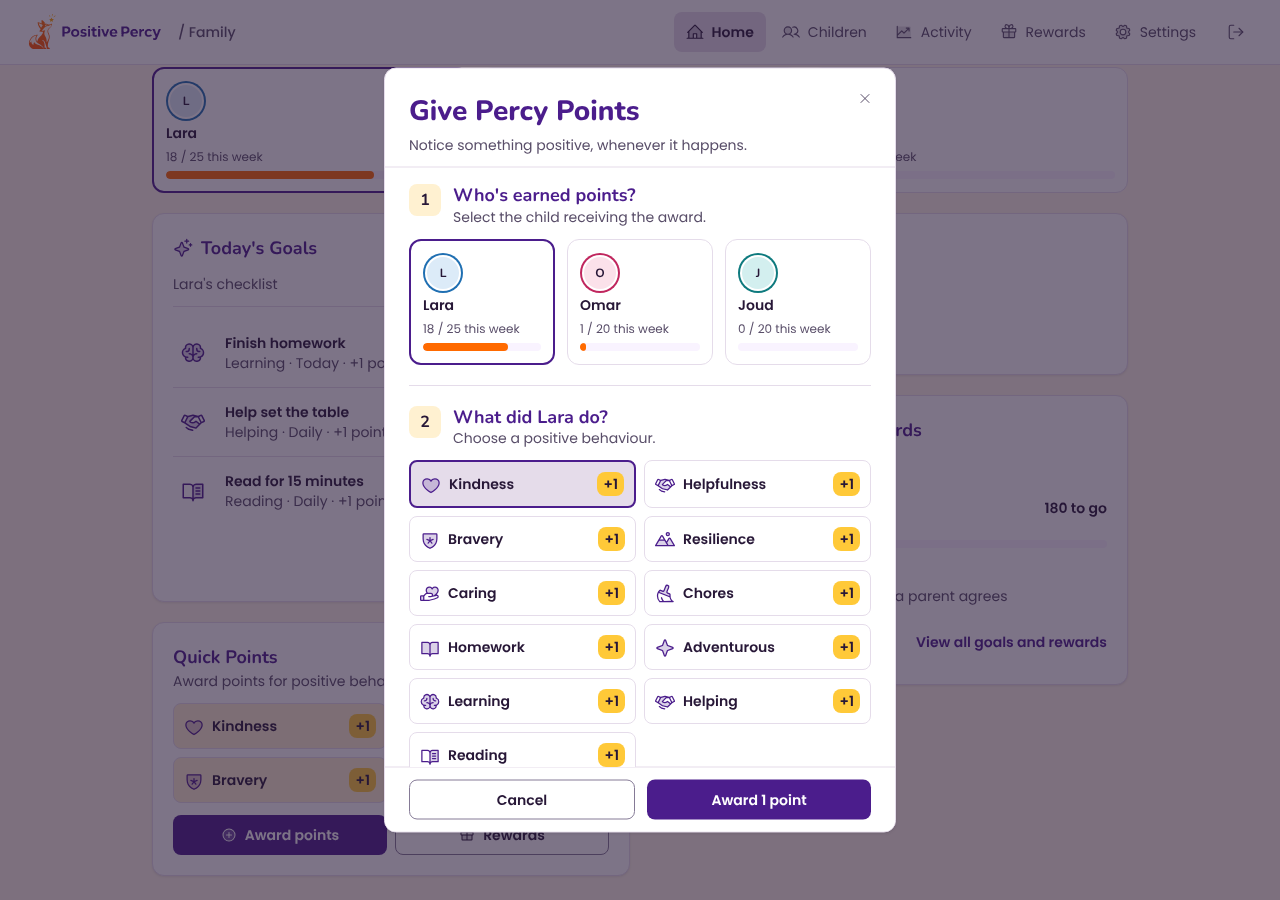 Positive Percy
/ Family
Home
Children
Activity
Rewards
Settings
L
Lara
18 / 25 this week
Today's Goals
Lara's checklist
Finish homework
Learning · Today · +1
Help set the table
Helping · Daily · +1 point
Read for 15 minutes
Reading · Daily · +1
Quick Points
Award points for positive
Kindness
+1
Bravery
+1
Award points
Rewards
Give Percy Points
Notice something positive, whenever it happens.
1
Who's earned points?
Select the child receiving the award.
L
Lara
18 / 25 this week
O
Omar
1 / 20 this week
J
Joud
0 / 20 this week
2
What did Lara do?
Choose a positive behaviour.
Kindness
+1
Helpfulness
+1
Bravery
+1
Resilience
+1
Caring
+1
Chores
+1
Homework
+1
Adventurous
+1
Learning
+1
Helping
+1
Reading
+1
Cancel
Award 1 point
180 to go
a parent agrees
View all goals and rewards